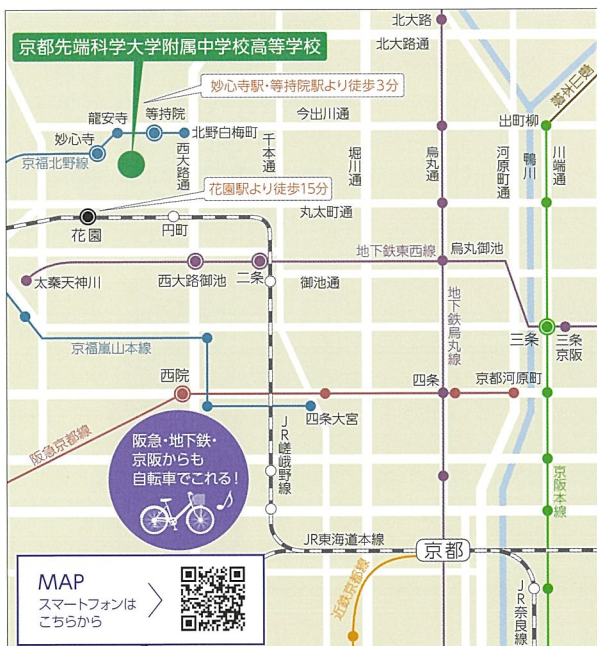 北大路
北大路通
京都先端科学大学附属中学校高等学校
叡山本線
妙心寺駅・等持院駅より徒歩3分
出町柳
今出川通
龍安寺
等持院
北野白梅町
妙心寺
京福北野線
西大路通
千本通
堀川通
烏丸通
河原町通
鴨川
川端通
花園駅より徒歩15分
丸太町通
花園
円町
地下鉄東西線
烏丸御池
太秦天神川
西大路御池
二条
御池通
地下鉄烏丸線
三条
三条
京阪
京福嵐山本線
西院
四条
京都河原町
四条大宮
阪急京都線
阪急・地下鉄・
京阪からも
自転車でこれる!
JR嵯峨野線
京阪本線
JR東海道本線
京都
近鉄京都線
JR奈良線
MAP
スマートフォンは
こちらから